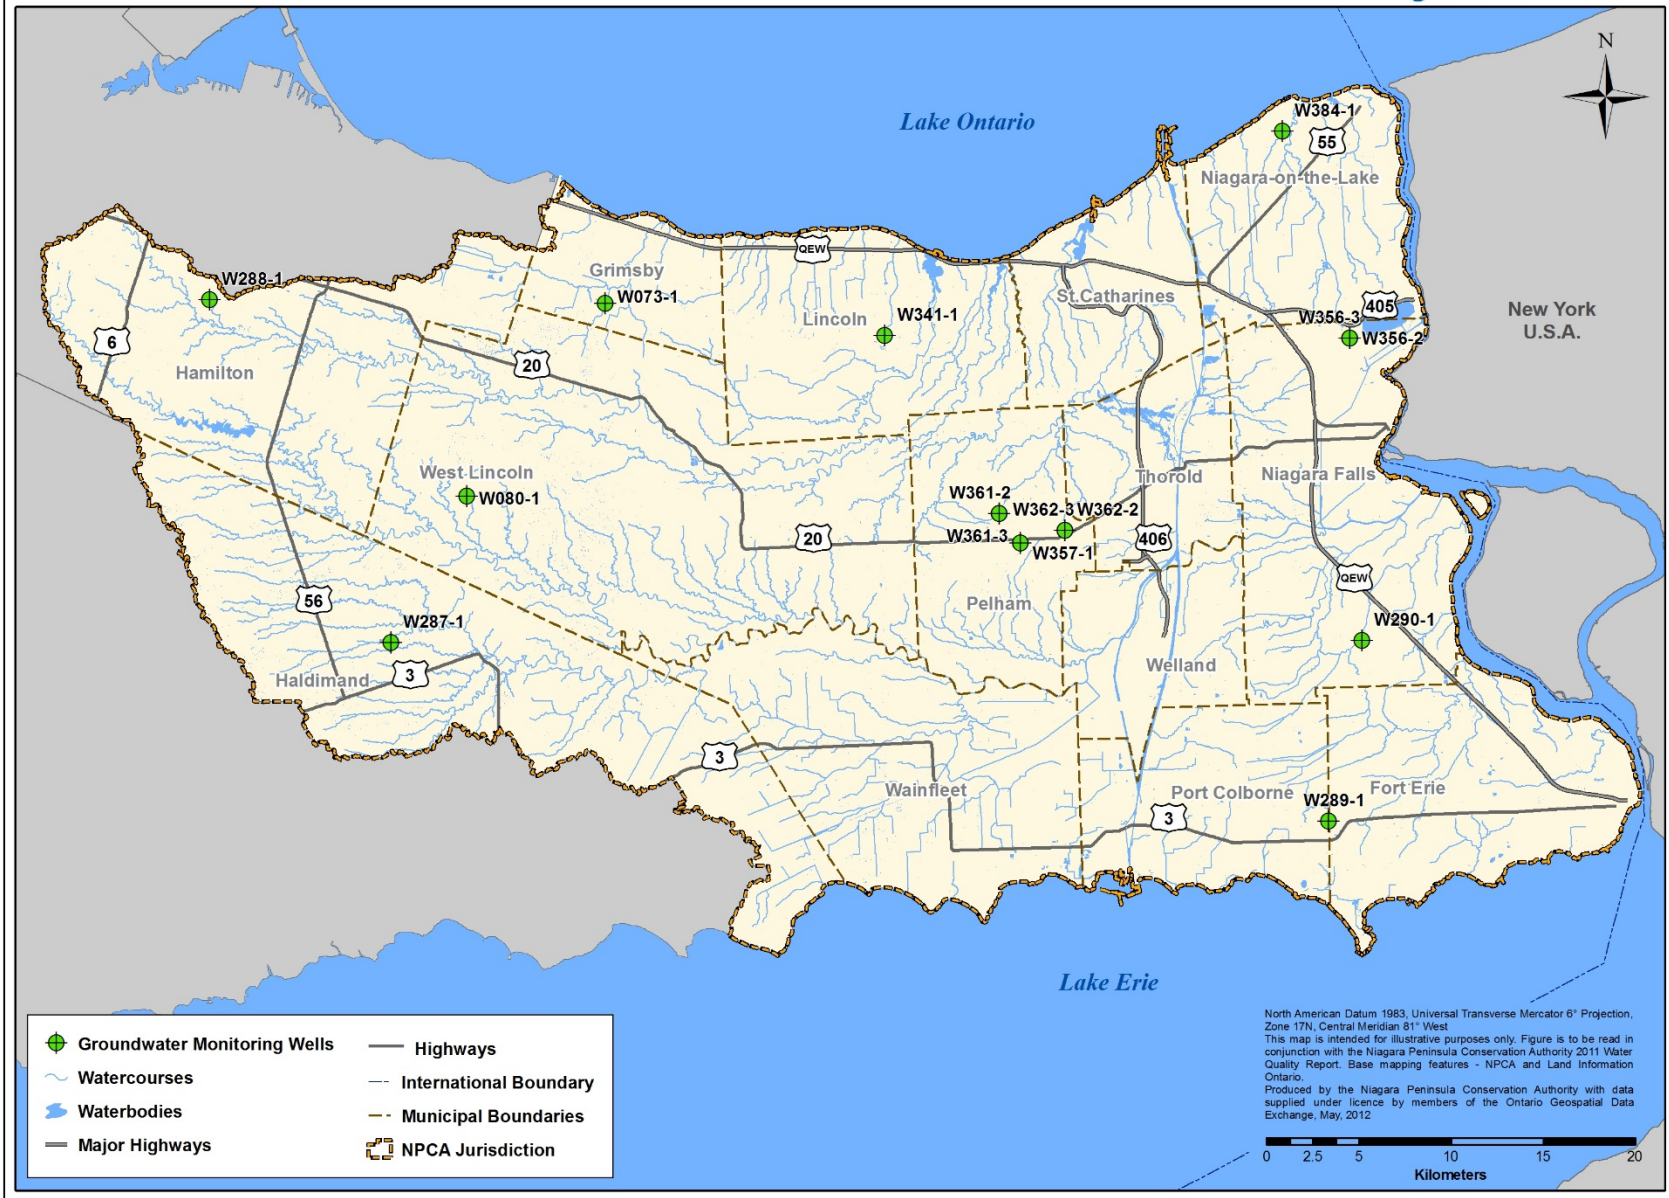 N
Lake Ontario
W384-1
55
Niagara-on-the-Lake
QEW
W288-1
Grimsby
W073-1
St.Catharines
405
New York
U.S.A.
Lincoln
W341-1
W356-3
W356-2
6
20
Hamilton
West Lincoln
W080-1
Thorold
Niagara Falls
W361-2
W362-3
W362-2
20
W361-3
W357-1
406
QEW
56
Pelham
W287-1
W290-1
Welland
Haldimand
3
3
Wainfleet
Port Colborne
Fort Erie
W289-1
3
Lake Erie
Groundwater Monitoring Wells
Watercourses
Waterbodies
Major Highways
Highways
International Boundary
Municipal Boundaries
NPCA Jurisdiction
North American Datum 1983, Universal Transverse Mercator 6° Projection,
Zone 17N, Central Meridian 81° West
This map is intended for illustrative purposes only. Figure is to be read in
conjunction with the Niagara Peninsula Conservation Authority 2011 Water
Quality Report. Base mapping features - NPCA and Land Information
Ontario.
Produced by the Niagara Peninsula Conservation Authority with data
supplied under licence by members of the Ontario Geospatial Data
Exchange, May, 2012
0 2.5 5 10 15 20
Kilometers